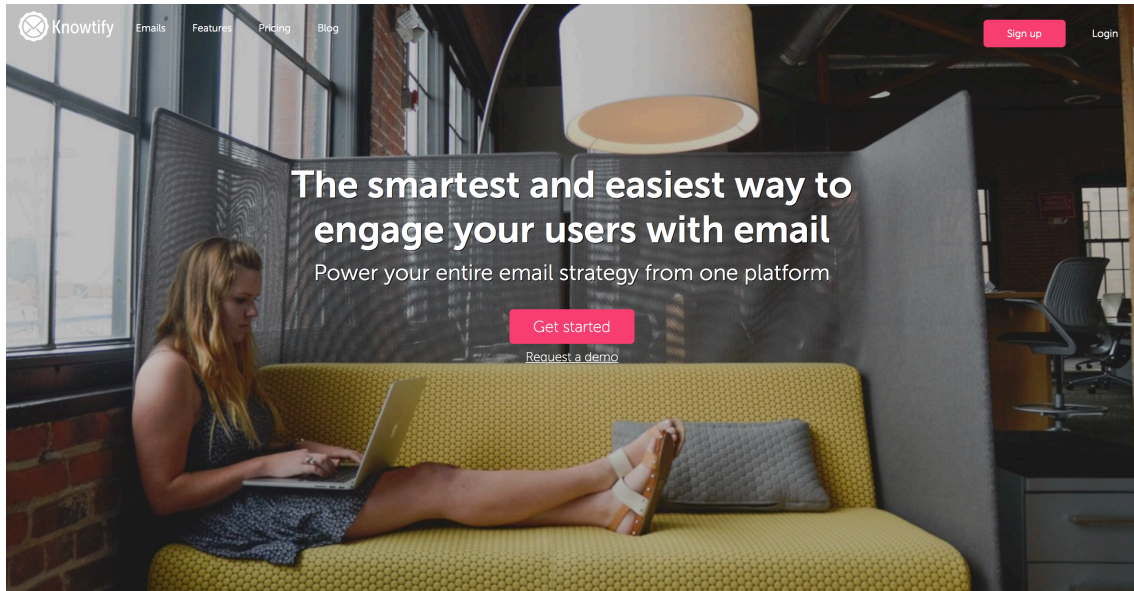 Knowtify
Emails
Features
Pricing
Blog
Sign up
Login
The smartest and easiest way to
engage your users with email
Power your entire email strategy from one platform
Get started
Request a demo